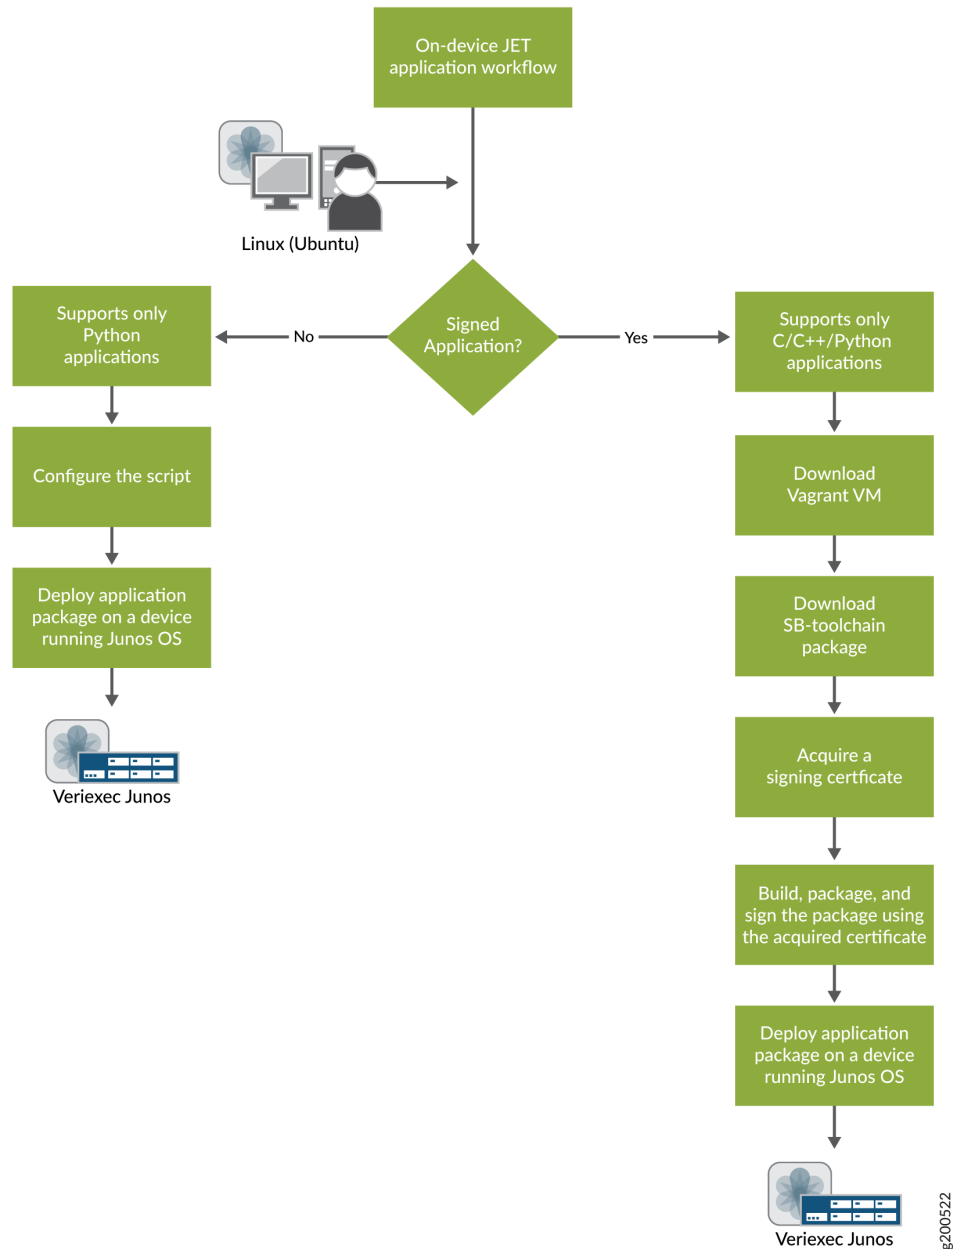 On-device JET
application workflow
Linux (Ubuntu)
Signed
Application?
No
Yes
Supports only
Python
applications
Configure the script
Deploy application
package on a device
running Junos OS
Veriexec Junos
Supports only
C/C++/Python
applications
Download
Vagrant VM
Download
SB-toolchain
package
Acquire a
signing certficate
Build, package, and
sign the package using
the acquired certificate
Deploy application
package on a device
running Junos OS
Veriexec Junos
g200522